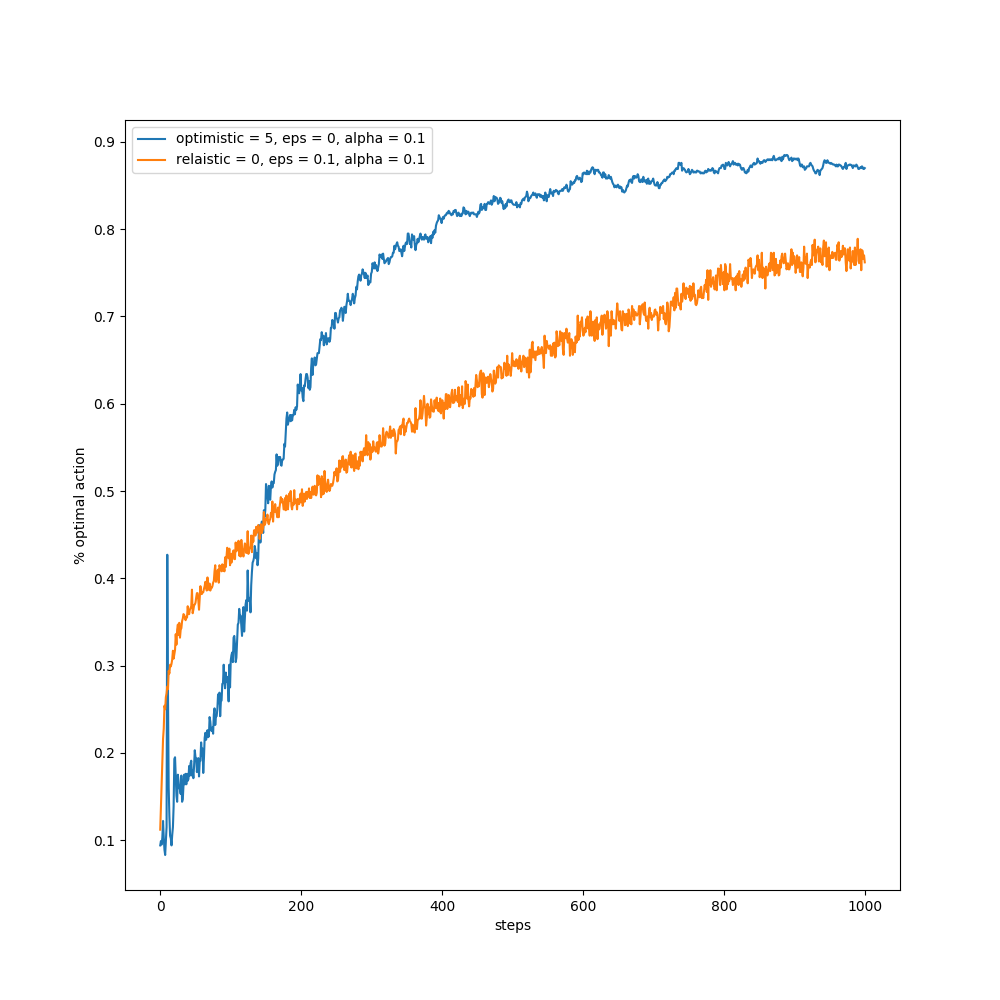 optimistic = 5, eps = 0, alpha = 0.1
relaistic = 0, eps = 0.1, alpha = 0.1
0.9
0.8
0.7
0.6
0.5
0.4
0.3
0.2
0.1
% optimal action
0 200 400 600 800 1000
steps